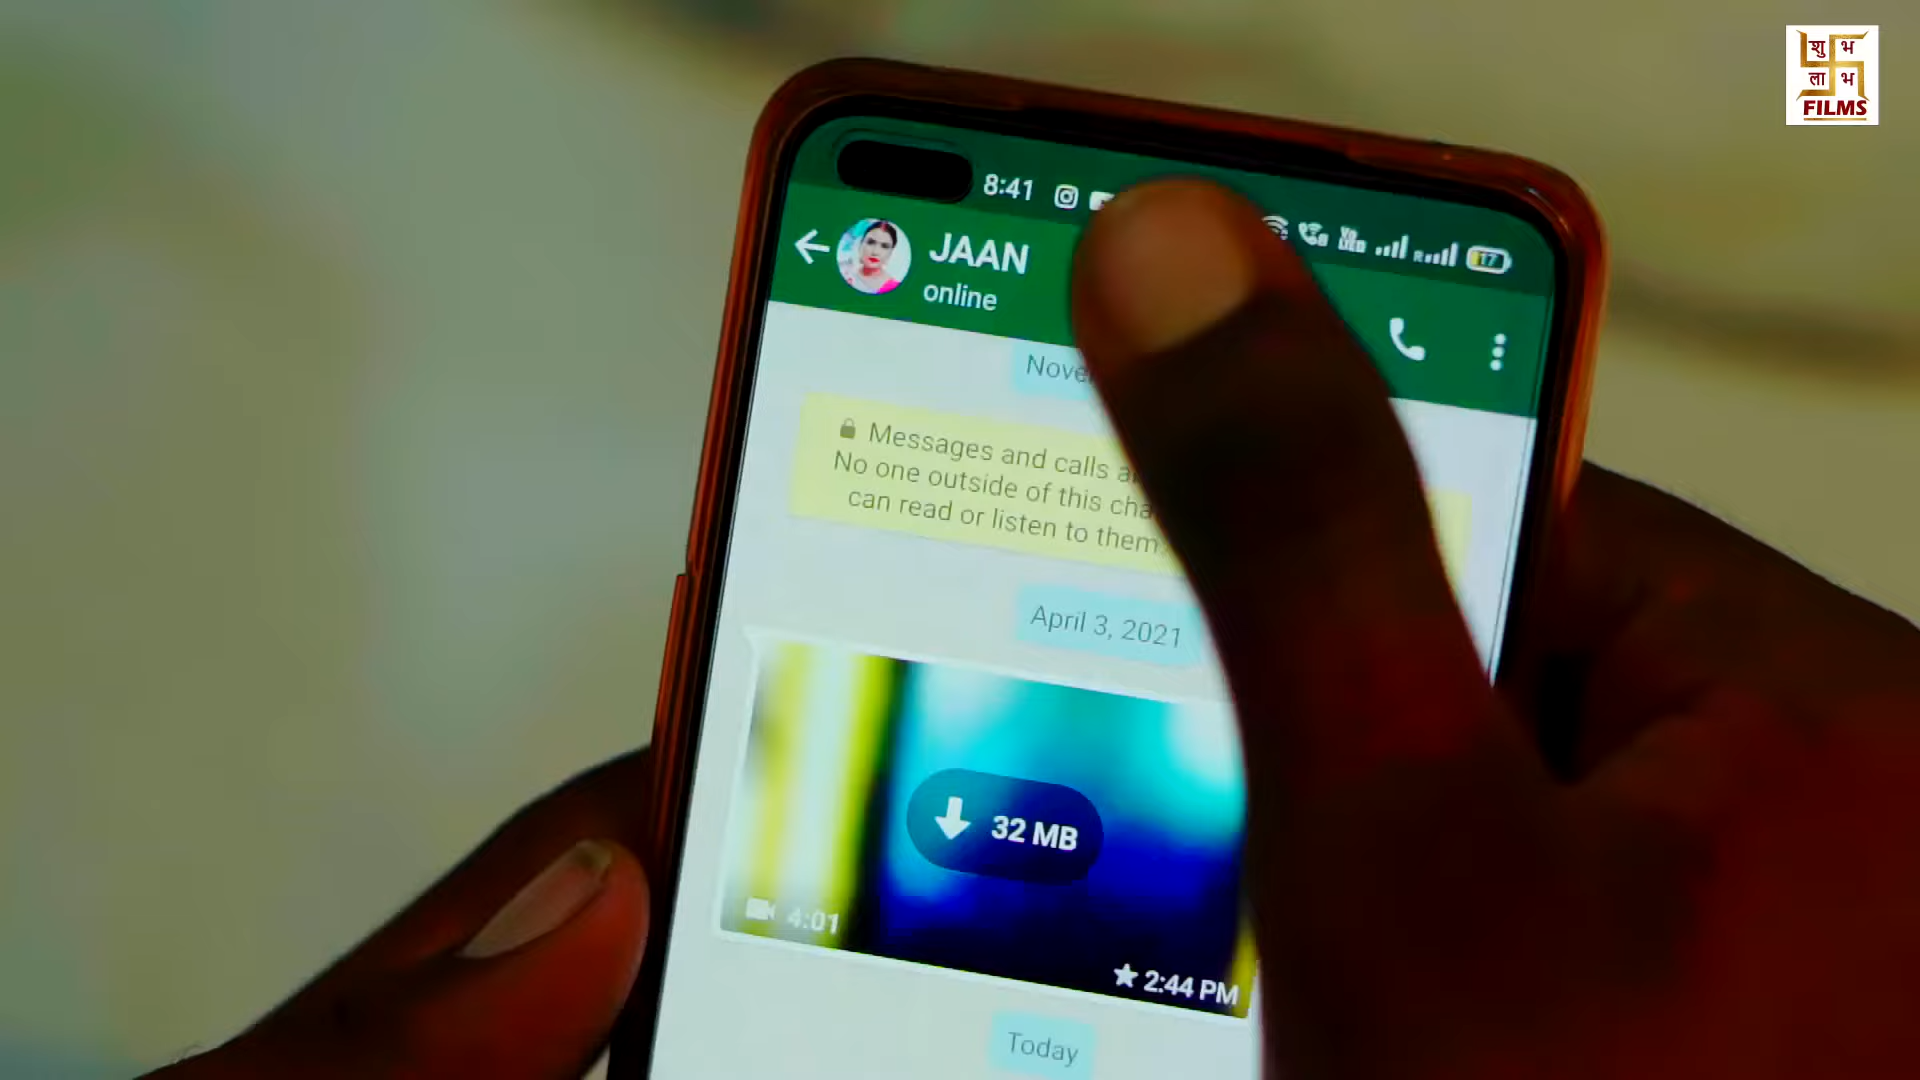 शु भ
ला भ
FILMS
8:41
17
JAAN
online
Messages and calls
No one outside of this
can read or listen to them.
April 3, 2021
32 MB
4:01
2:44 PM
Today